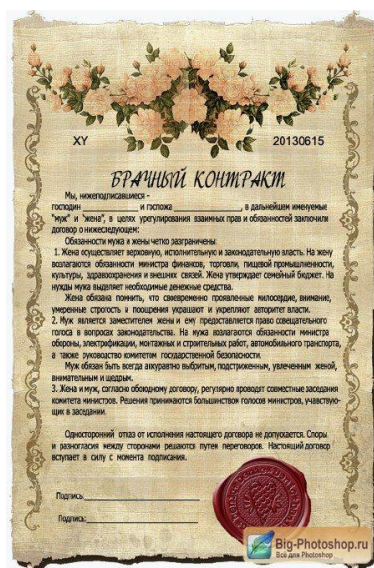 XY 20130615
БРАЧНЫЙ КОНТРАКТ
Мы, нижеподписавшиеся -
господин ________________ и госпожа ________________, в дальнейшем именуемые
"муж" и "жена", в целях урегулирования взаимных прав и обязанностей заключили
договор о нижеследующем:
Обязанности мужа и жены четко разграничены:
1. Жена осуществляет верховную, исполнительную и законодательную власть. На жену
возлагаются обязанности министра финансов, торговли, пищевой промышленности,
культуры, здравоохранения и внешних связей. Жена утверждает семейный бюджет. На
нужды мужа выделяет необходимые денежные средства.
Жена обязана помнить, что своевременно проявленные милосердие, внимание,
умеренные строгость и поощрения украшают и укрепляют авторитет власти.
2. Муж является заместителем жены и ему предоставляется право совещательного
голоса в вопросах законодательства. На мужа возлагаются обязанности министра
обороны, электрофикации, монтажных и строительных работ, автомобильного транспорта,
а также руководство комитетом государственной безопасности.
Муж обязан быть всегда аккуратно выбритым, подстриженным, увлеченным женой,
внимательным и щедрым.
3. Жена и муж, согласно обоюдному договору, регулярно проводят совместные заседания
комитета министров. Решения принимаются большинством голосов министров, учавствую-
щих в заседании.
Односторонний отказ от исполнения настоящего договора не допускается. Споры
и разногласия между сторонами решаются путем переговоров. Настоящий договор
вступает в силу с момента подписания.
Подпись:________________
Подпись:________________
Big-Photoshop.ru
Всё для Photoshop